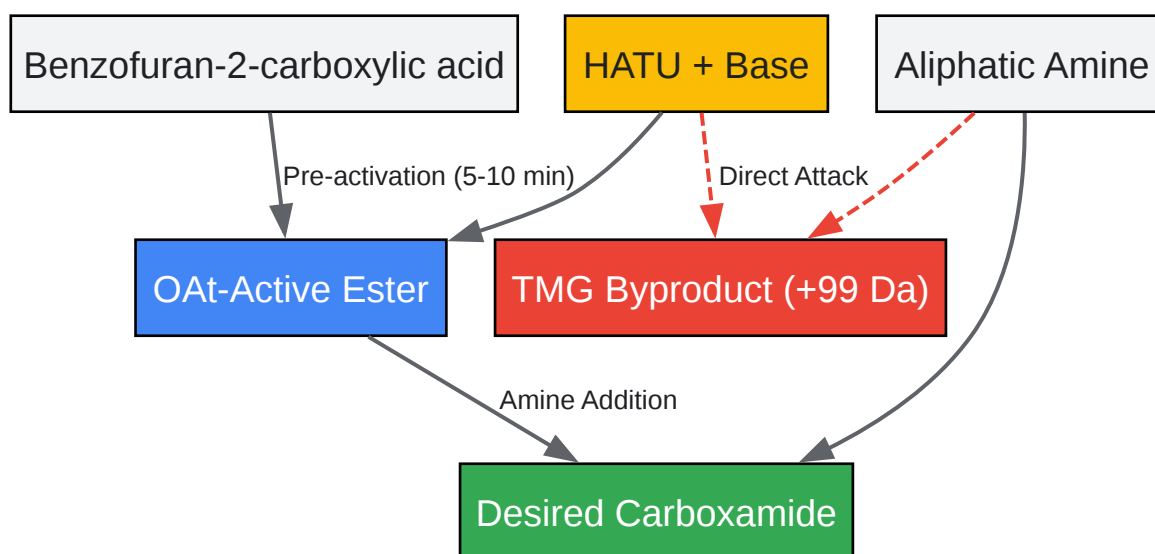 Benzofuran-2-carboxylic acid
HATU + Base
Aliphatic Amine
Pre-activation (5-10 min)
Direct Attack
OAt-Active Ester
TMG Byproduct (+99 Da)
Amine Addition
Desired Carboxamide